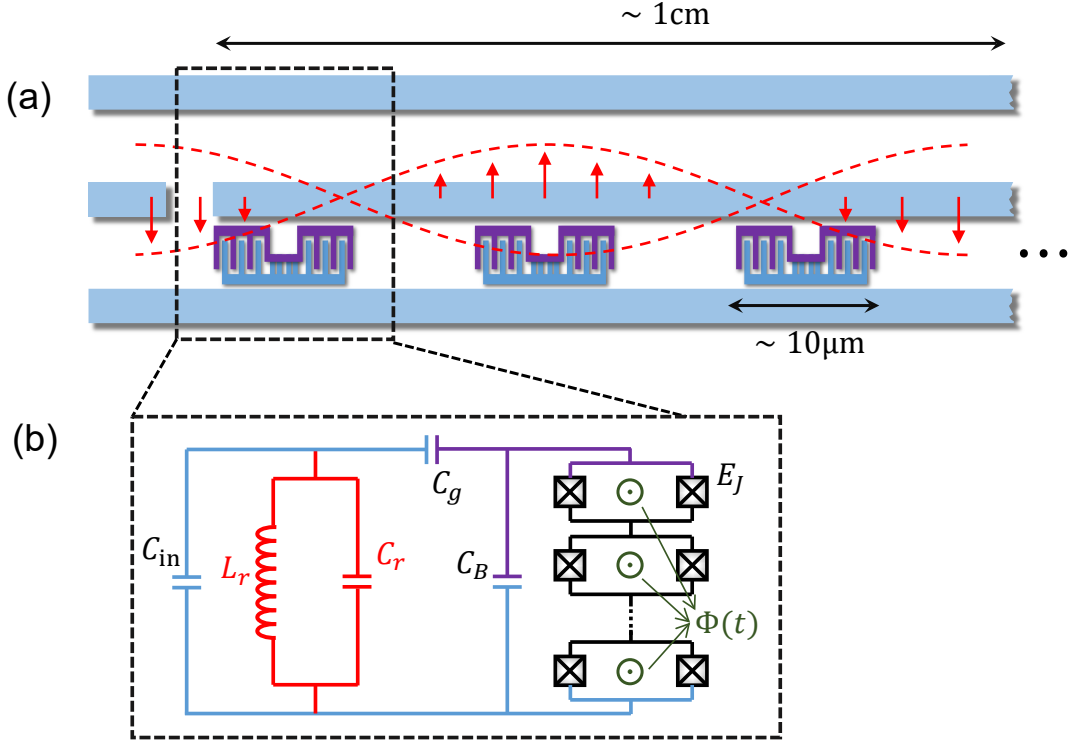 (a)
~ 1cm
...
~ 10μm
(b)
C_in
L_r
C_r
C_g
C_B
E_J
Φ(t)